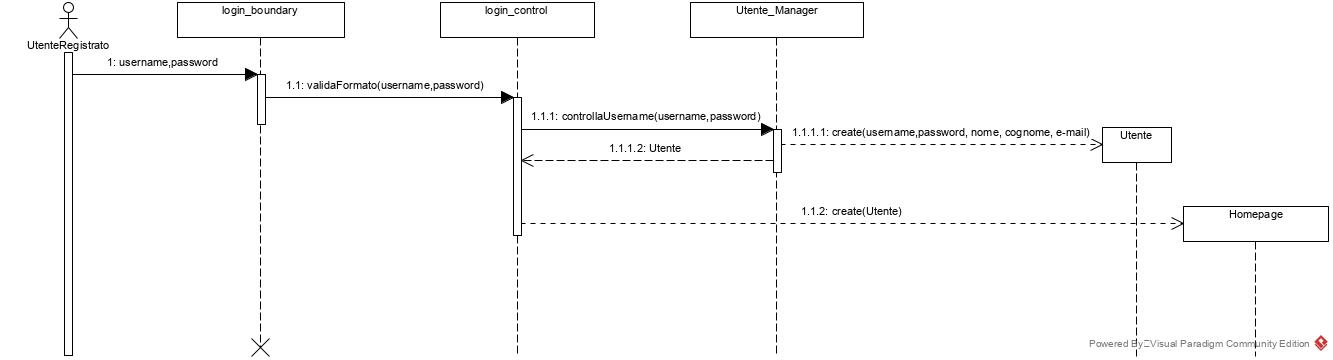 login_boundary
login_control
Utente_Manager
UtenteRegistrato
1: username,password
1.1: validaFormato(username,password)
1.1.1: controllaUsername(username,password)
1.1.1.1: create(username,password, nome, cognome, e-mail)
Utente
1.1.1.2: Utente
1.1.2: create(Utente)
Homepage
Powered By Visual Paradigm Community Edition